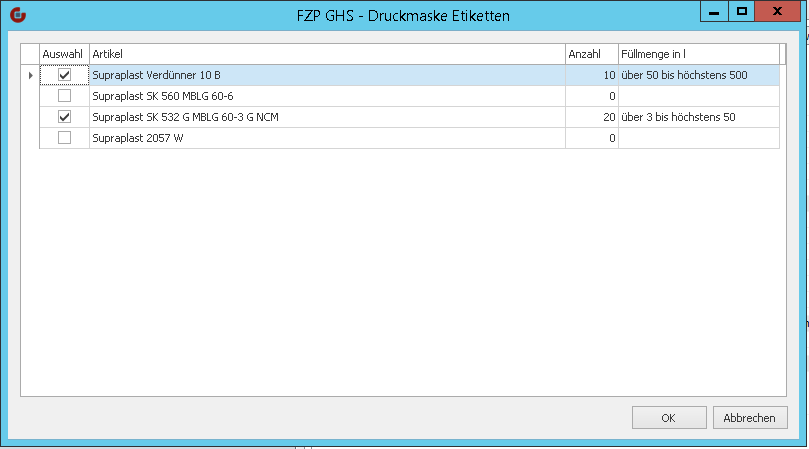 FZP GHS - Druckmaske Etiketten
Auswahl Artikel Anzahl Füllmenge in l
Supraplast Verdünner 10 B 10 über 50 bis höchstens 500
Supraplast SK 560 MBLG 60-6 0
Supraplast SK 532 G MBLG 60-3 G NCM 20 über 3 bis höchstens 50
Supraplast 2057 W 0
OK Abbrechen